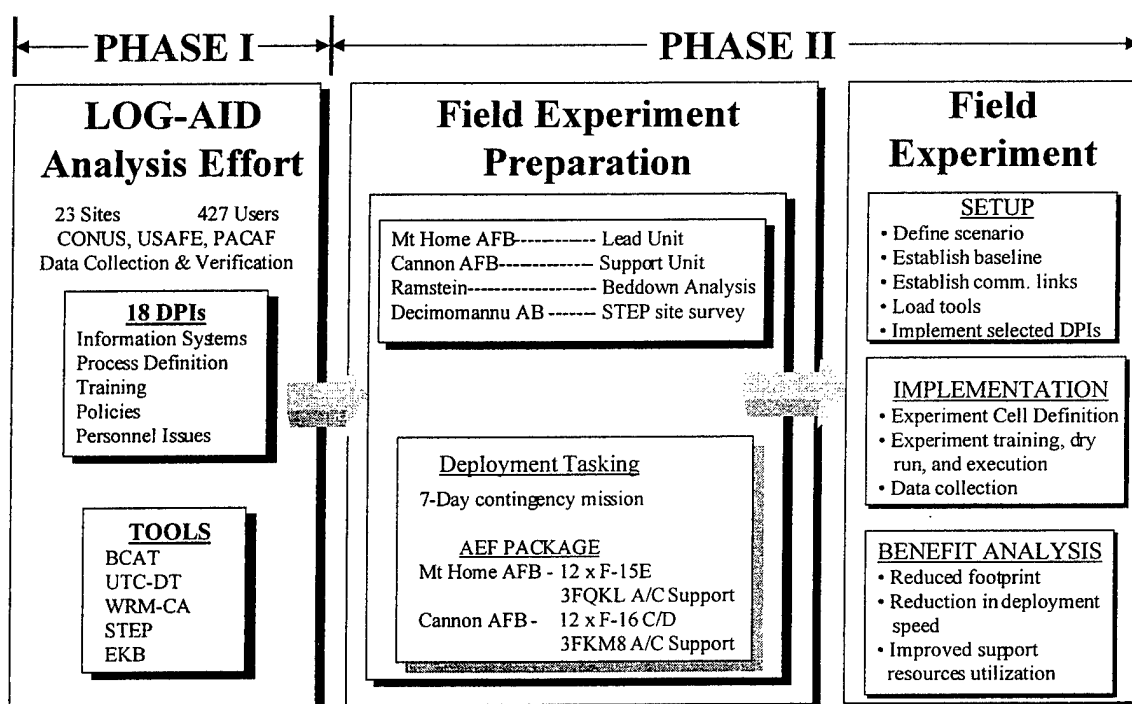 PHASE I
PHASE II
LOG-AID
Analysis Effort
23 Sites 427 Users
CONUS, USAFE, PACAF
Data Collection & Verification
18 DPIs
Information Systems
Process Definition
Training
Policies
Personnel Issues
TOOLS
BCAT
UTC-DT
WRM-CA
STEP
EKB
Field Experiment
Preparation
Mt Home AFB------------ Lead Unit
Cannon AFB------------- Support Unit
Ramstein----------------- Beddown Analysis
Decimomannu AB ------- STEP site survey
Deployment Tasking
7-Day contingency mission
AEF PACKAGE
Mt Home AFB - 12 x F-15E
3FQKL A/C Support
Cannon AFB - 12 x F-16 C/D
3FKM8 A/C Support
Field
Experiment
SETUP
• Define scenario
• Establish baseline
• Establish comm. links
• Load tools
• Implement selected DPIs
IMPLEMENTATION
• Experiment Cell Definition
• Experiment training, dry
run, and execution
• Data collection
BENEFIT ANALYSIS
• Reduced footprint
• Reduction in deployment
speed
• Improved support
resources utilization